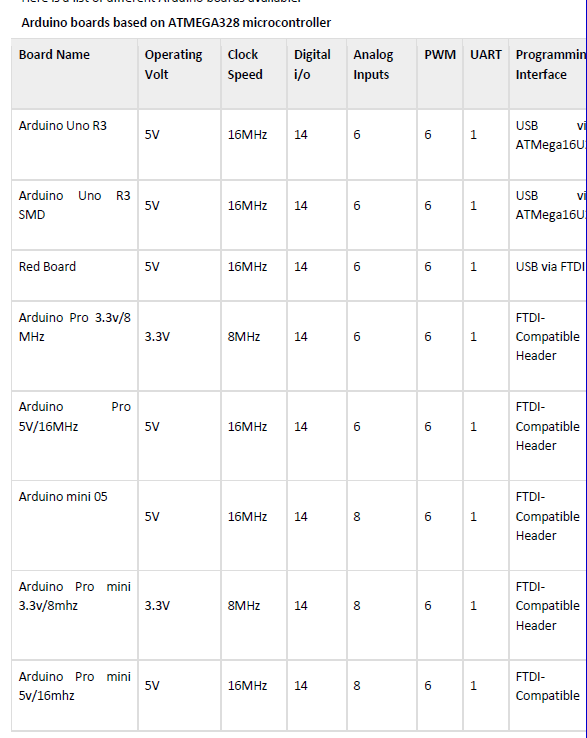 Here is a list of different Arduino boards available.
Arduino boards based on ATMEGA328 microcontroller
Board Name Operating Volt Clock Speed Digital i/o Analog Inputs PWM UART Programmin Interface
Arduino Uno R3 5V 16MHz 14 6 6 1 USB vi ATMega16U
Arduino Uno R3 SMD 5V 16MHz 14 6 6 1 USB vi ATMega16U
Red Board 5V 16MHz 14 6 6 1 USB via FTDI
Arduino Pro 3.3v/8 MHz 3.3V 8MHz 14 6 6 1 FTDI-Compatible Header
Arduino Pro 5V/16MHz 5V 16MHz 14 6 6 1 FTDI-Compatible Header
Arduino mini 05 5V 16MHz 14 8 6 1 FTDI-Compatible Header
Arduino Pro mini 3.3v/8mhz 3.3V 8MHz 14 8 6 1 FTDI-Compatible Header
Arduino Pro mini 5v/16mhz 5V 16MHz 14 8 6 1 FTDI-Compatible